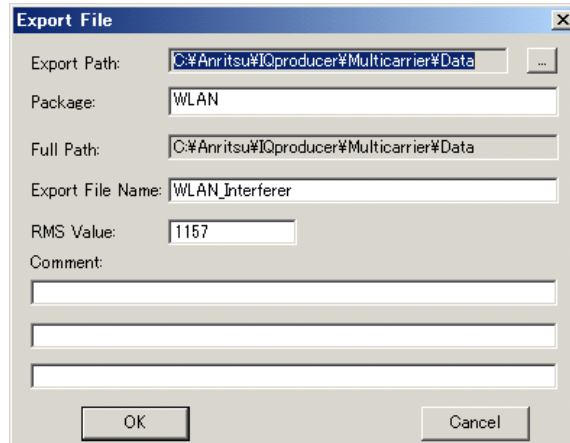 Export File
Export Path: C:¥Anritsu¥IQproducer¥Multicarrier¥Data ...
Package: WLAN
Full Path: C:¥Anritsu¥IQproducer¥Multicarrier¥Data
Export File Name: WLAN_Interferer
RMS Value: 1157
Comment:
OK Cancel